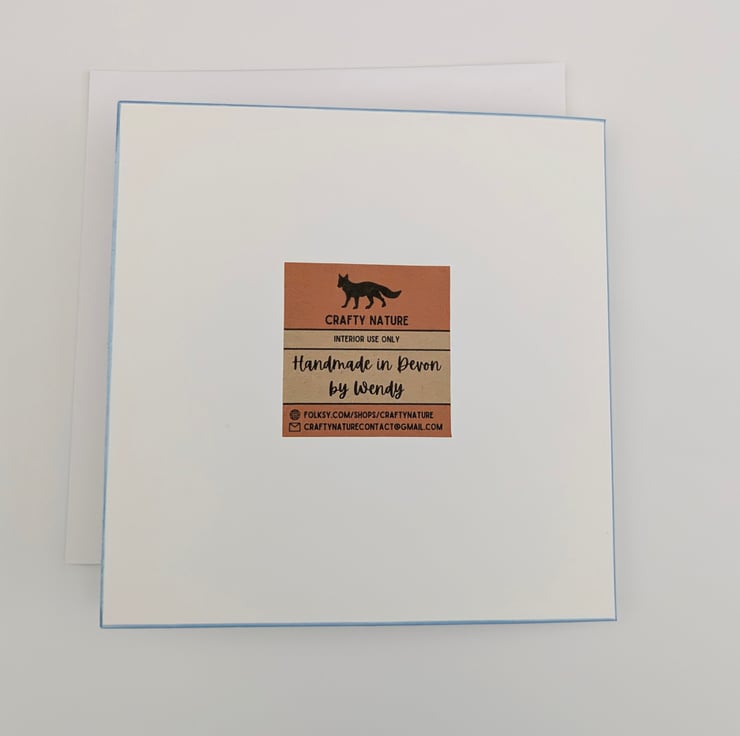 CRAFTY NATURE
INTERIOR USE ONLY
Handmade in Devon
by Wendy
FOLKSY.COM/SHOPS/CRAFTYNATURE
CRAFTYNATURECONTACT@GMAIL.COM